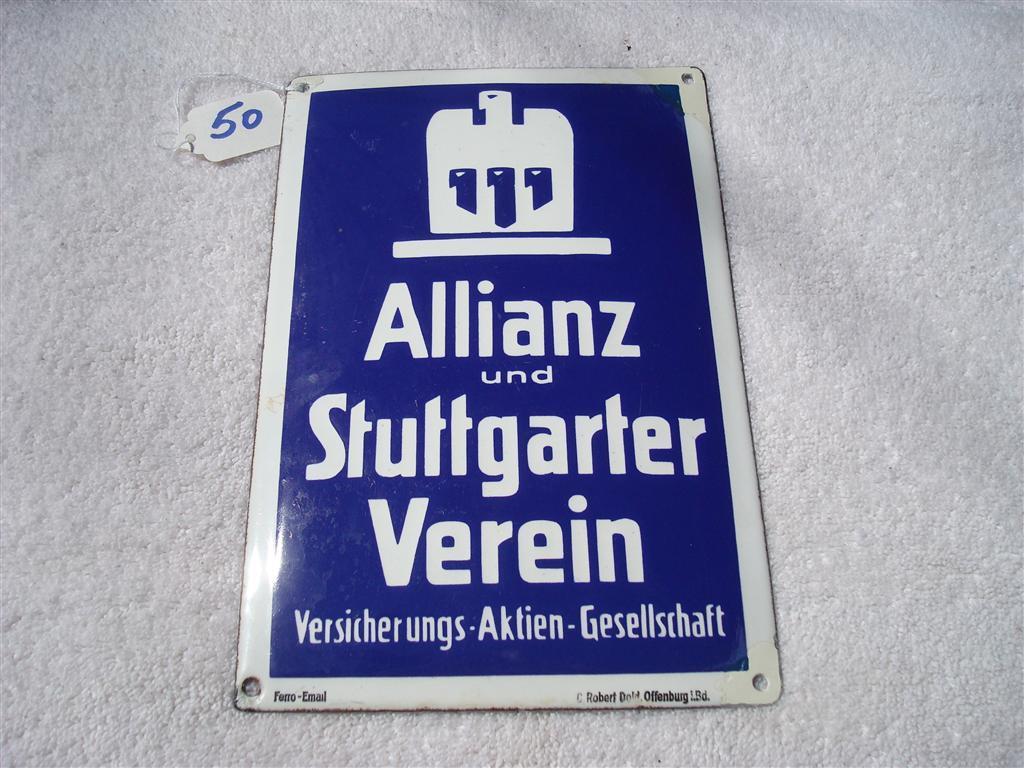 50
Allianz
und
Stuttgarter
Verein
Versicherungs-Aktien-Gesellschaft
Ferro-Email
C. Robert Dold, Offenburg i.Bd.